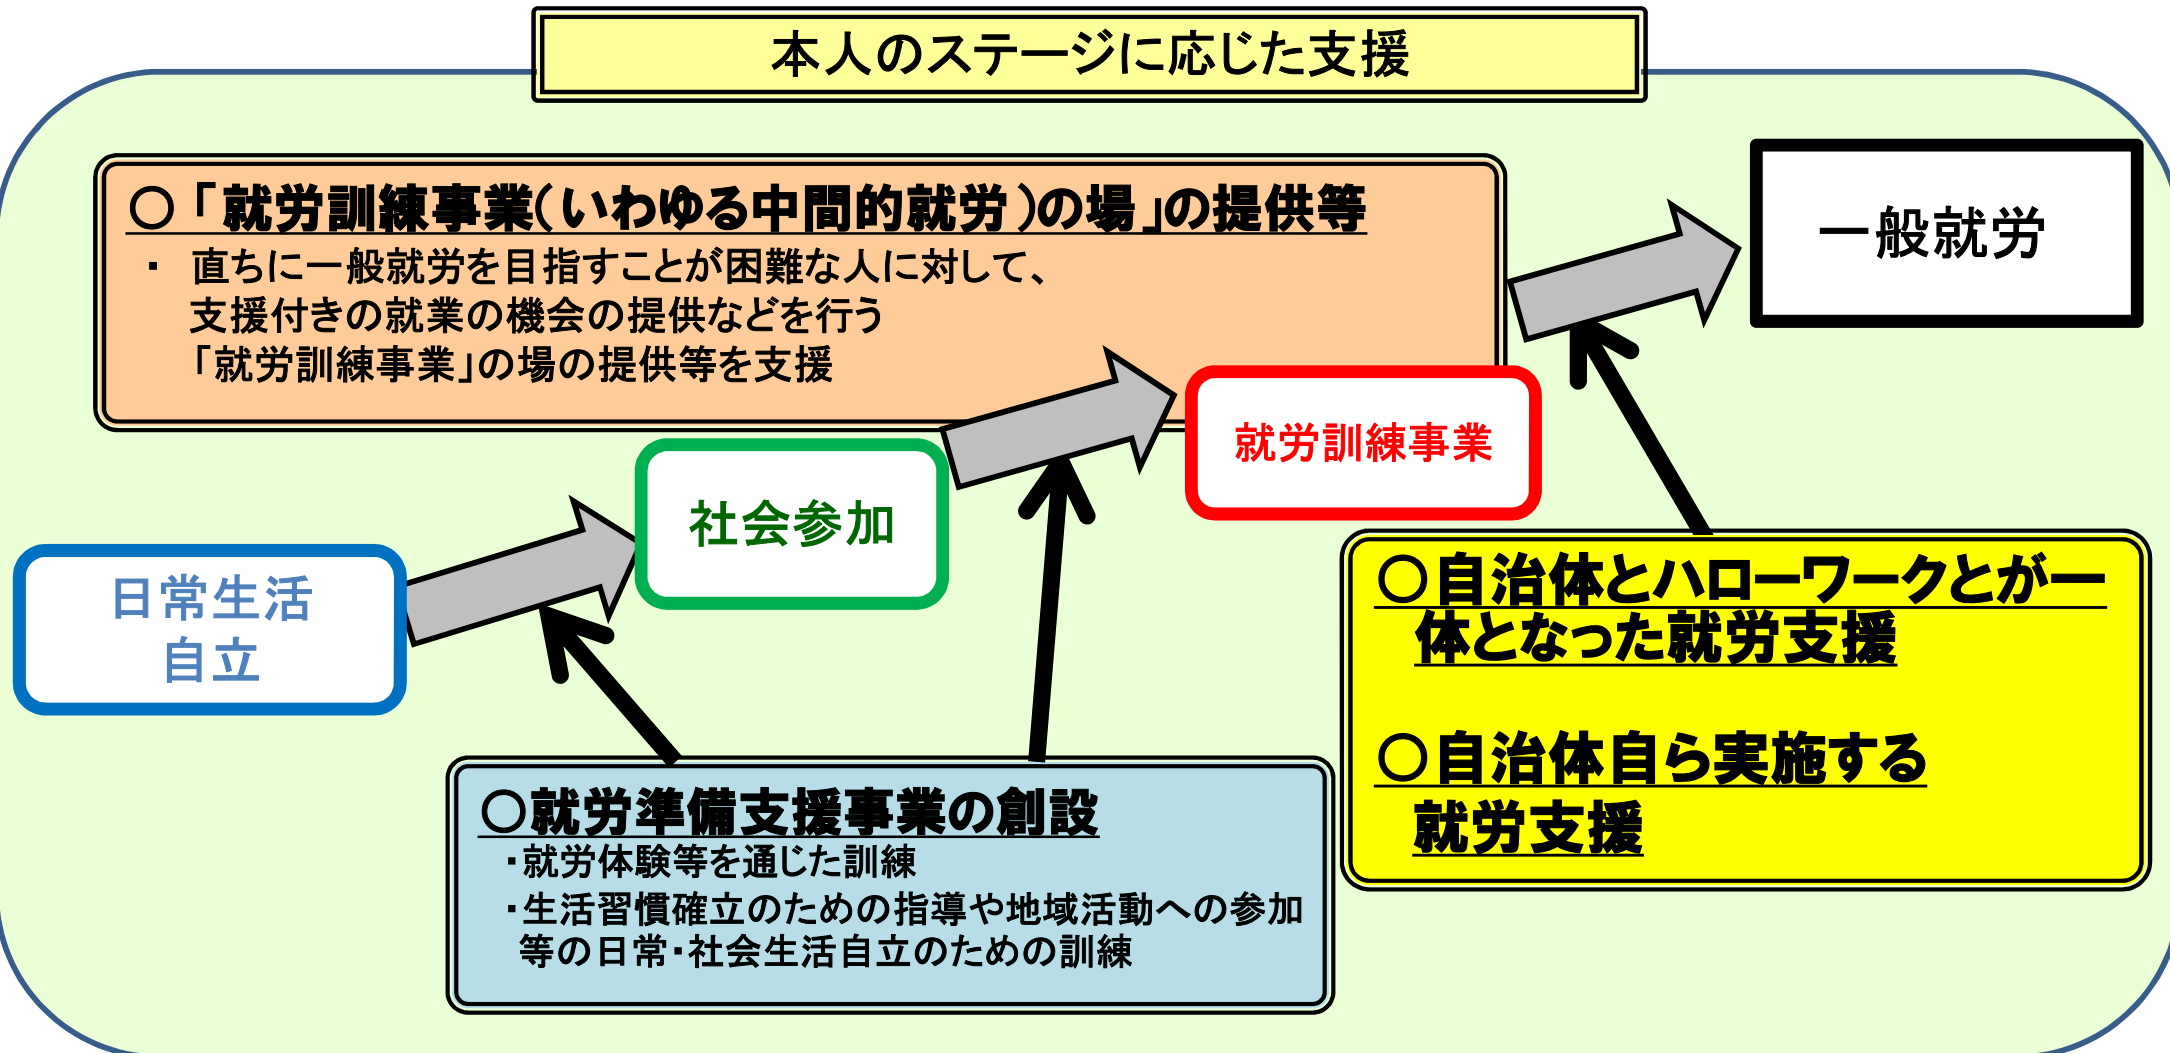 本人のステージに応じた支援
○「就労訓練事業（いわゆる中間的就労）の場」の提供等
・ 直ちに一般就労を目指すことが困難な人に対して、
支援付きの就業の機会の提供などを行う
「就労訓練事業」の場の提供等を支援
一般就労
就労訓練事業
社会参加
日常生活
自立
○自治体とハローワークとが一
体となった就労支援
○自治体自ら実施する
就労支援
○就労準備支援事業の創設
・就労体験等を通じた訓練
・生活習慣確立のための指導や地域活動への参加
等の日常・社会生活自立のための訓練